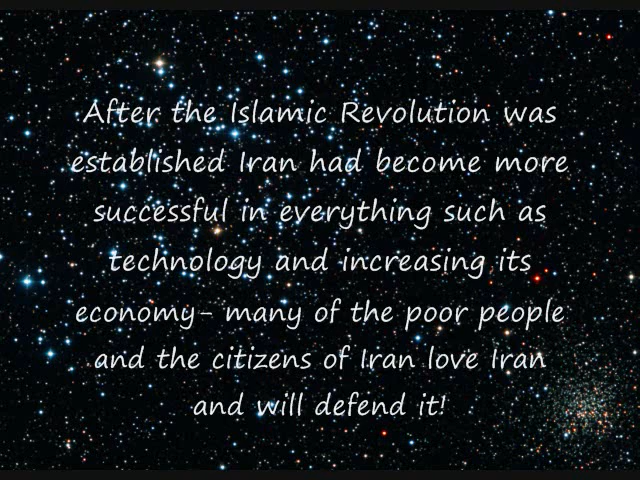 After the Islamic Revolution was
established Iran had become more
successful in everything such as
technology and increasing its
economy- many of the poor people
and the citizens of Iran love Iran
and will defend it!